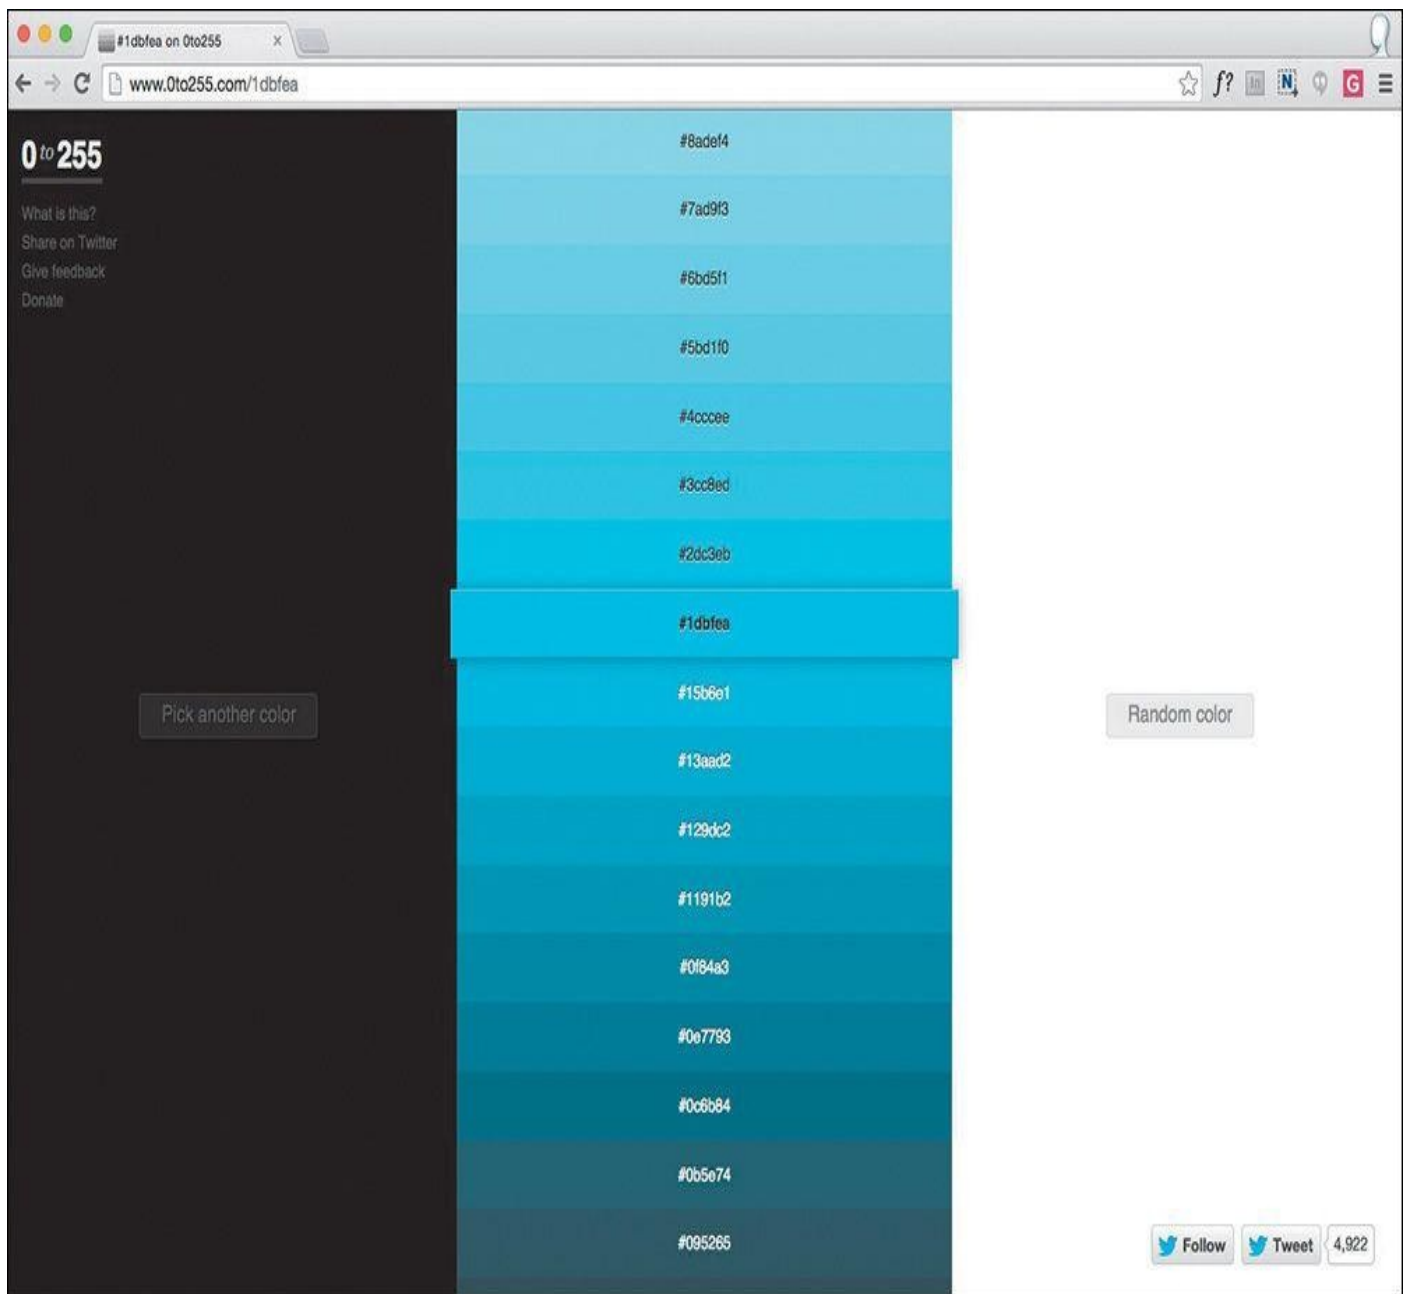 #1dbfea on 0to255
www.0to255.com/1dbfea
f?
in
N
G
0 to 255
What is this?
Share on Twitter
Give feedback
Donate
#8adef4
#7ad9f3
#6bd5f1
#5bd1f0
#4cccee
#3cc8ed
#2dc3eb
#1dbfea
#15b6e1
#13aad2
#129dc2
#1191b2
#0f84a3
#0e7793
#0c6b84
#0b5e74
#095265
Pick another color
Random color
Follow
Tweet
4,922